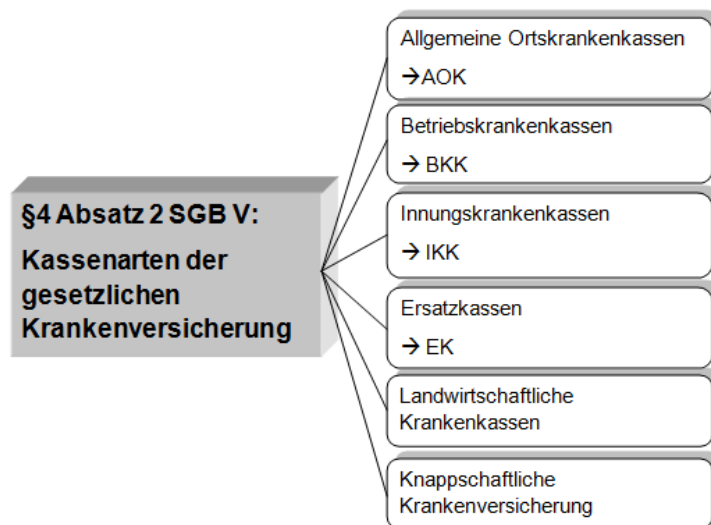 §4 Absatz 2 SGB V:
Kassenarten der
gesetzlichen
Krankenversicherung
Allgemeine Ortskrankenkassen
→AOK
Betriebskrankenkassen
→ BKK
Innungskrankenkassen
→ IKK
Ersatzkassen
→ EK
Landwirtschaftliche
Krankenkassen
Knappschaftliche
Krankenversicherung